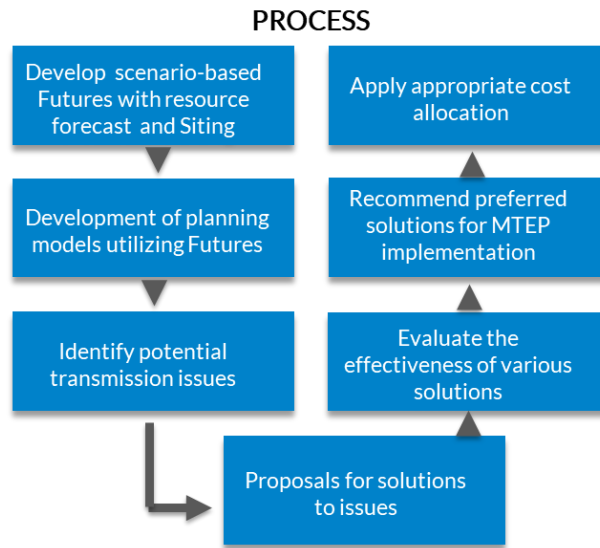 PROCESS
Develop scenario-based
Futures with resource
forecast and Siting
Development of planning
models utilizing Futures
Identify potential
transmission issues
Proposals for solutions
to issues
Evaluate the
effectiveness of various
solutions
Recommend preferred
solutions for MTEP
implementation
Apply appropriate cost
allocation